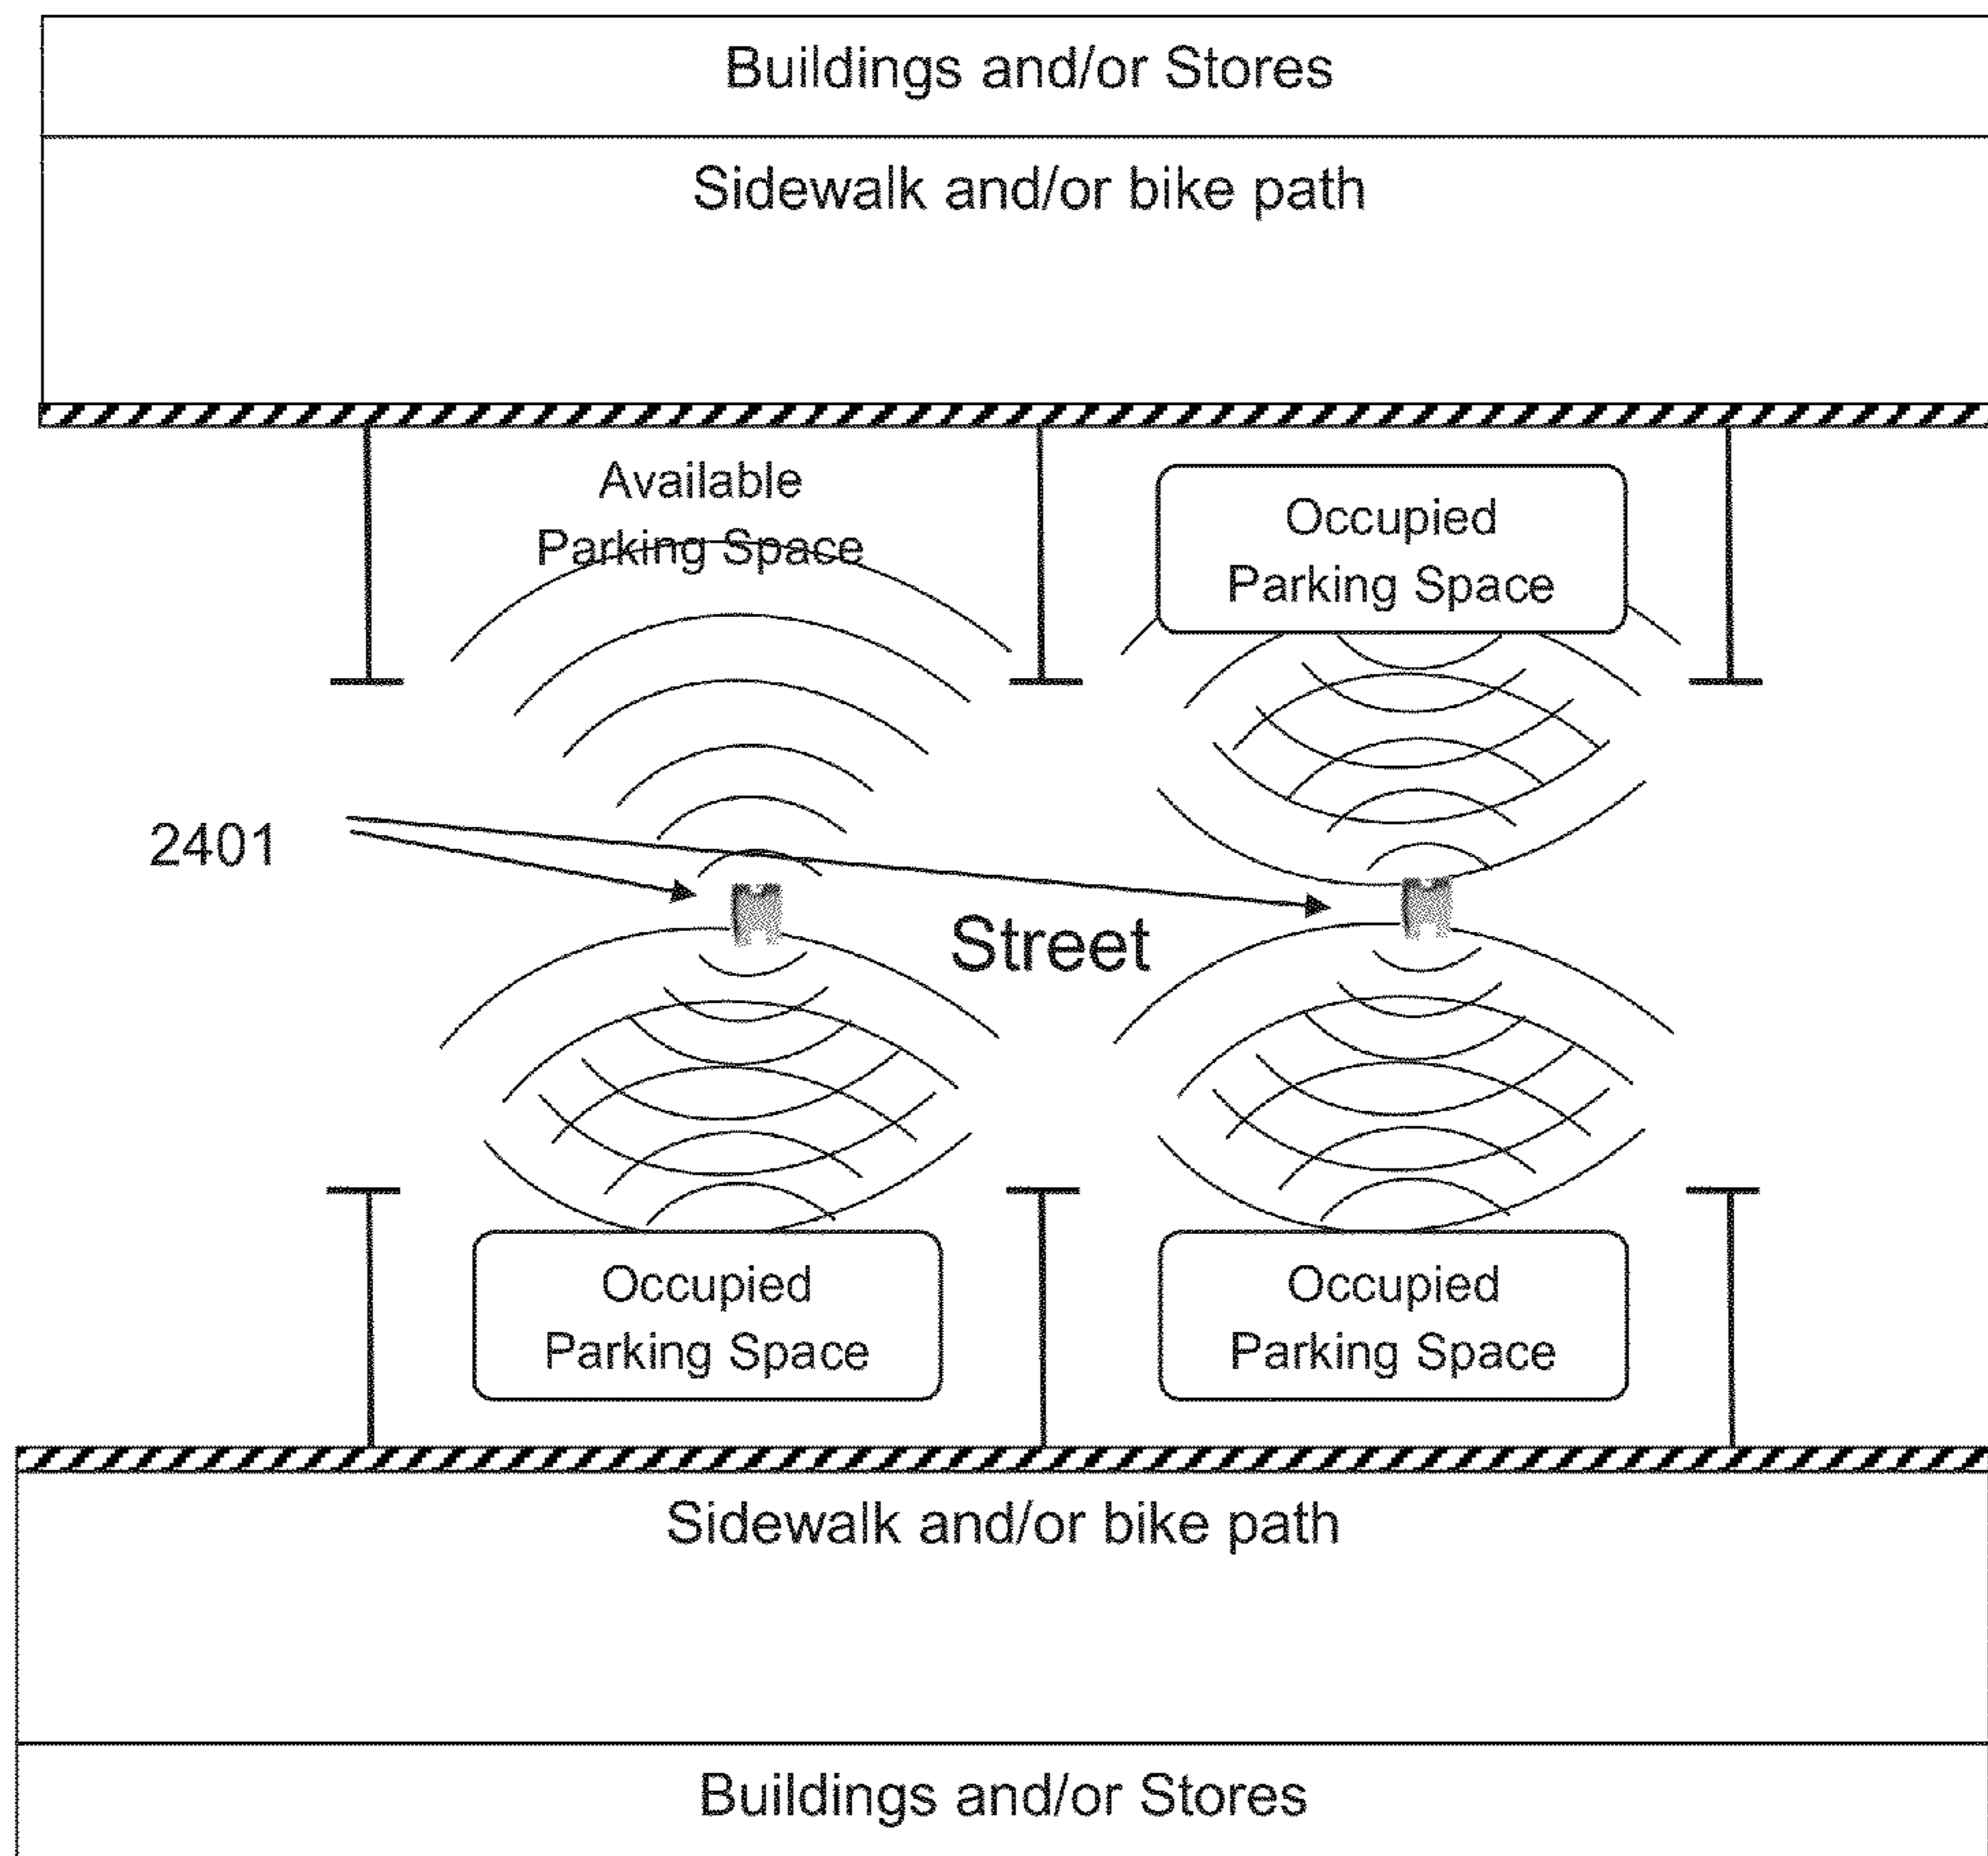 Buildings and/or Stores
Sidewalk and/or bike path
Available
Parking Space
Occupied
Parking Space
2401
Street
Occupied
Parking Space
Occupied
Parking Space
Sidewalk and/or bike path
Buildings and/or Stores